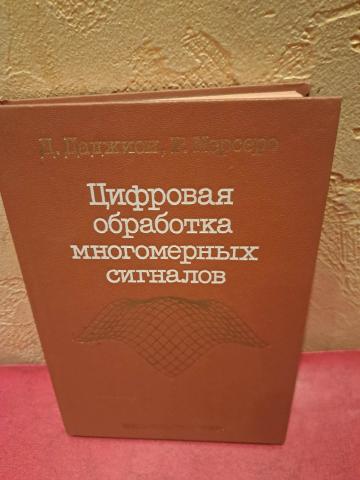 Д. Даджион, Р. Мерсеро
Цифровая
обработка
многомерных
сигналов